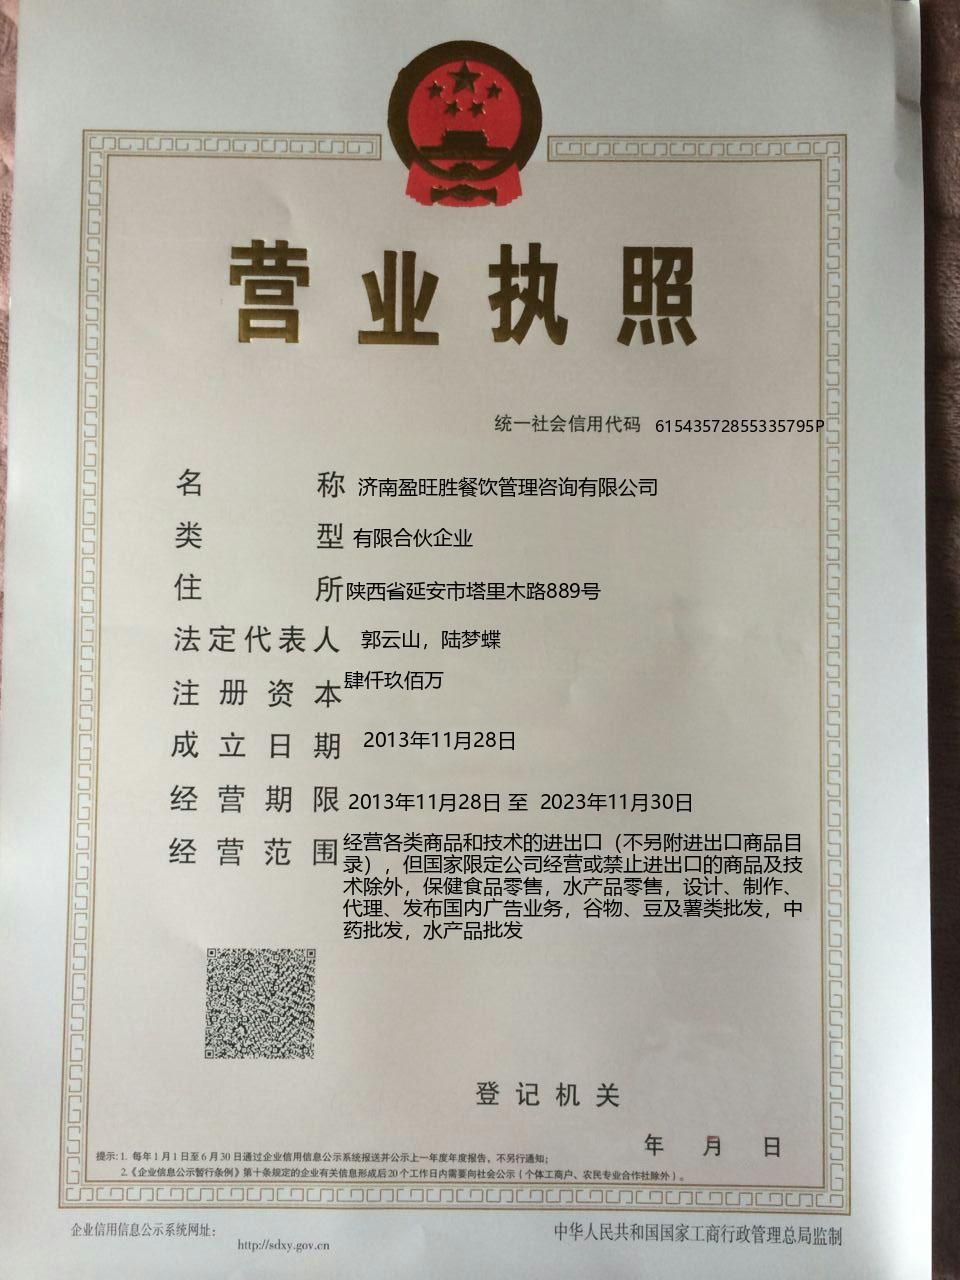 营业执照
统一社会信用代码 61543572855335795P
名称 济南盈旺胜餐饮管理咨询有限公司
类型 有限合伙企业
住所 陕西省延安市塔里木路889号
法定代表人 郭云山，陆梦蝶
注册资本 肆仟玖佰万
成立日期 2013年11月28日
经营期限 2013年11月28日 至 2023年11月30日
经营范围 经营各类商品和技术的进出口（不另附进出口商品目
录），但国家限定公司经营或禁止进出口的商品及技
术除外，保健食品零售，水产品零售，设计、制作、
代理、发布国内广告业务，谷物、豆及薯类批发，中
药批发，水产品批发
登记机关
年 月 日
提示：1. 每年1月1日至6月30日通过企业信用信息公示系统报送并公示上一年度年度报告，不另行通知；
2.《企业信息公示暂行条例》第十条规定的企业有关信息形成后20个工作日内需要向社会公示（个体工商户、农民专业合作社除外）。
企业信用信息公示系统网址：
http://sdxy.gov.cn
中华人民共和国国家工商行政管理总局监制